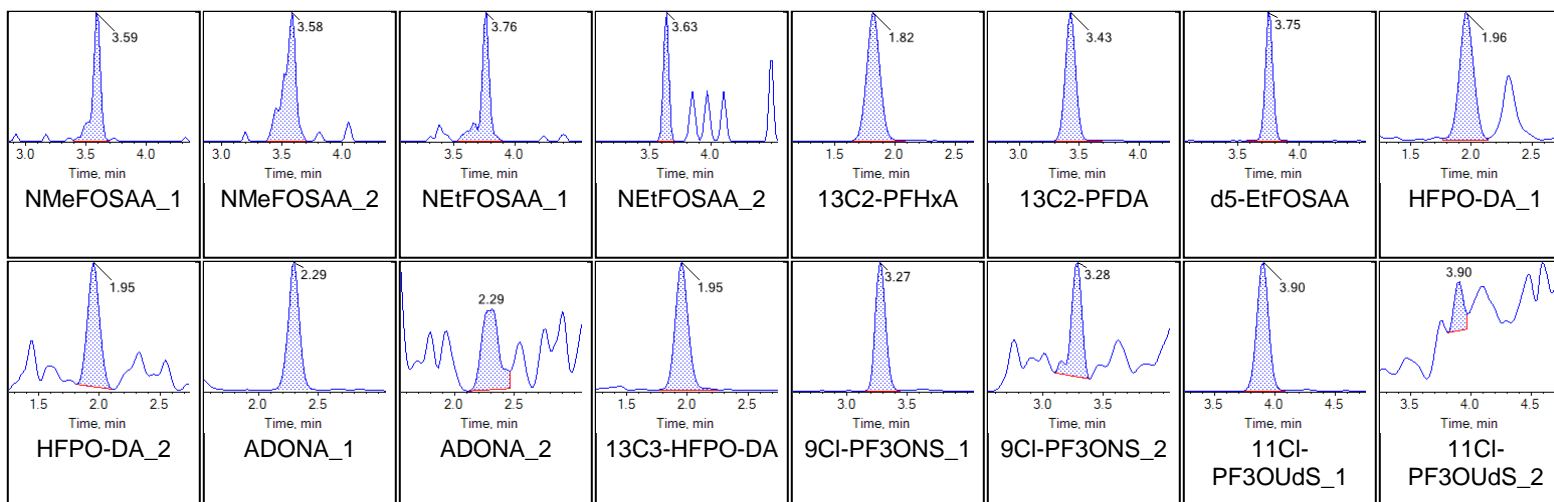 3.59
3.58
3.76
3.63
1.82
3.43
3.75
1.96
3.0 3.5 4.0
3.0 3.5 4.0
3.5 4.0
3.5 4.0
1.5 2.0 2.5
3.0 3.5 4.0
3.5 4.0
1.5 2.0 2.5
Time, min
Time, min
Time, min
Time, min
Time, min
Time, min
Time, min
Time, min
NMeFOSAA_1
NMeFOSAA_2
NEtFOSAA_1
NEtFOSAA_2
13C2-PFHxA
13C2-PFDA
d5-EtFOSAA
HFPO-DA_1
1.95
2.29
2.29
1.95
3.27
3.28
3.90
3.90
1.5 2.0 2.5
2.0 2.5
2.0 2.5
1.5 2.0 2.5
3.0 3.5
3.0 3.5
3.5 4.0 4.5
3.5 4.0 4.5
Time, min
Time, min
Time, min
Time, min
Time, min
Time, min
Time, min
Time, min
HFPO-DA_2
ADONA_1
ADONA_2
13C3-HFPO-DA
9Cl-PF3ONS_1
9Cl-PF3ONS_2
11Cl-
PF3OUdS_1
11Cl-
PF3OUdS_2